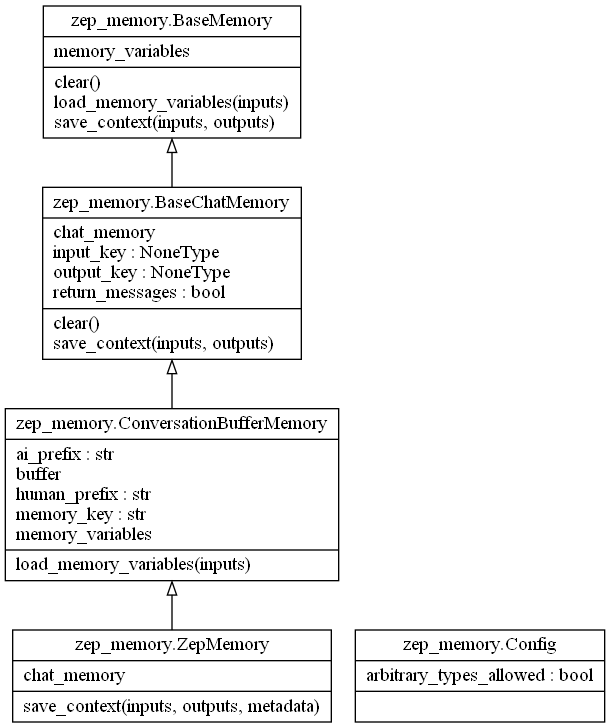 zep_memory.BaseMemory
memory_variables
clear()
load_memory_variables(inputs)
save_context(inputs, outputs)
zep_memory.BaseChatMemory
chat_memory
input_key : NoneType
output_key : NoneType
return_messages : bool
clear()
save_context(inputs, outputs)
zep_memory.ConversationBufferMemory
ai_prefix : str
buffer
human_prefix : str
memory_key : str
memory_variables
load_memory_variables(inputs)
zep_memory.ZepMemory
chat_memory
save_context(inputs, outputs, metadata)
zep_memory.Config
arbitrary_types_allowed : bool